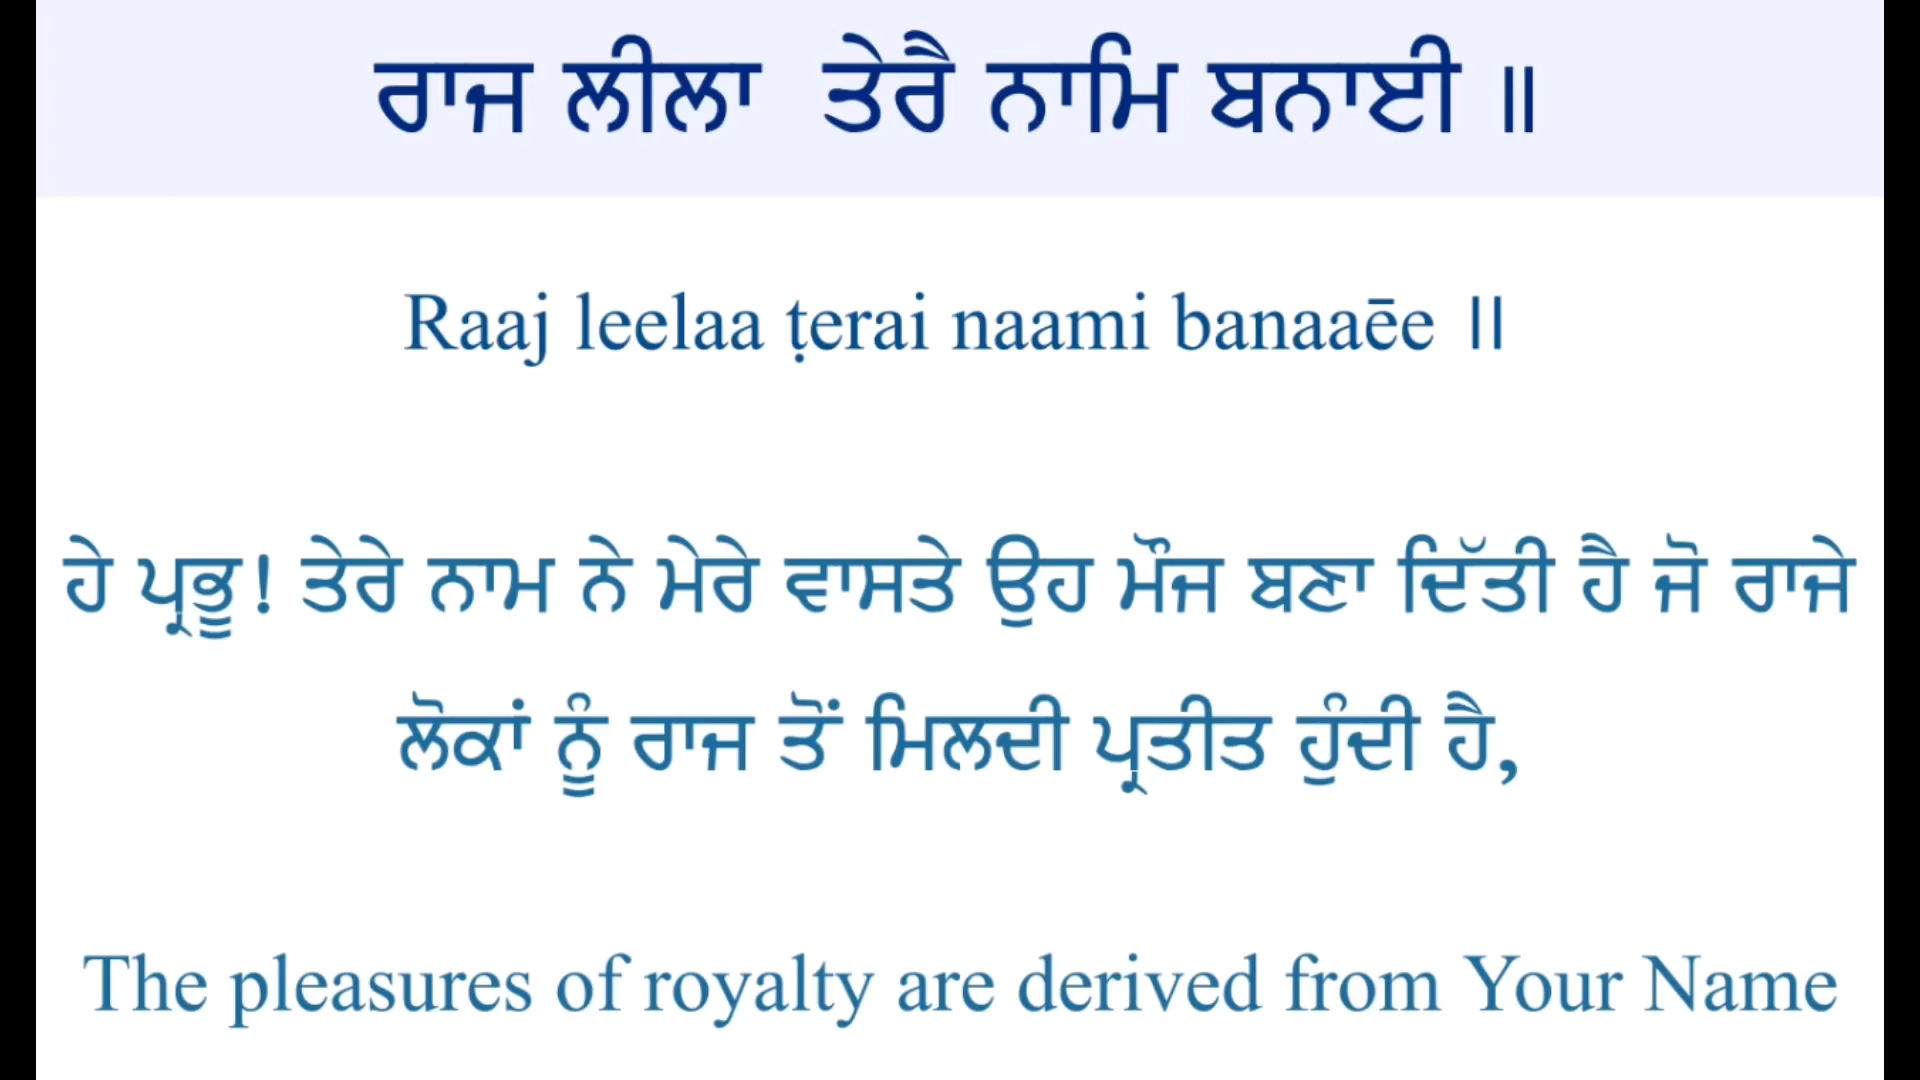 ਰਾਜ ਲੀਲਾ ਤੇਰੈ ਨਾਮਿ ਬਨਾਈ ॥
Raaj leelaa ṭerai naami banaaēe ||
ਹੇ ਪ੍ਰਭੂ! ਤੇਰੇ ਨਾਮ ਨੇ ਮੇਰੇ ਵਾਸਤੇ ਉਹ ਮੌਜ ਬਣਾ ਦਿੱਤੀ ਹੈ ਜੋ ਰਾਜੇ
ਲੋਕਾਂ ਨੂੰ ਰਾਜ ਤੋਂ ਮਿਲਦੀ ਪ੍ਰਤੀਤ ਹੁੰਦੀ ਹੈ,
The pleasures of royalty are derived from Your Name